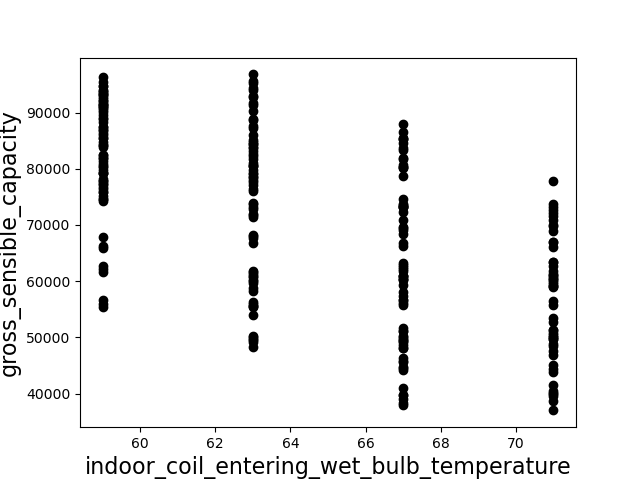 gross_sensible_capacity
90000
80000
70000
60000
50000
40000
60 62 64 66 68 70
indoor_coil_entering_wet_bulb_temperature